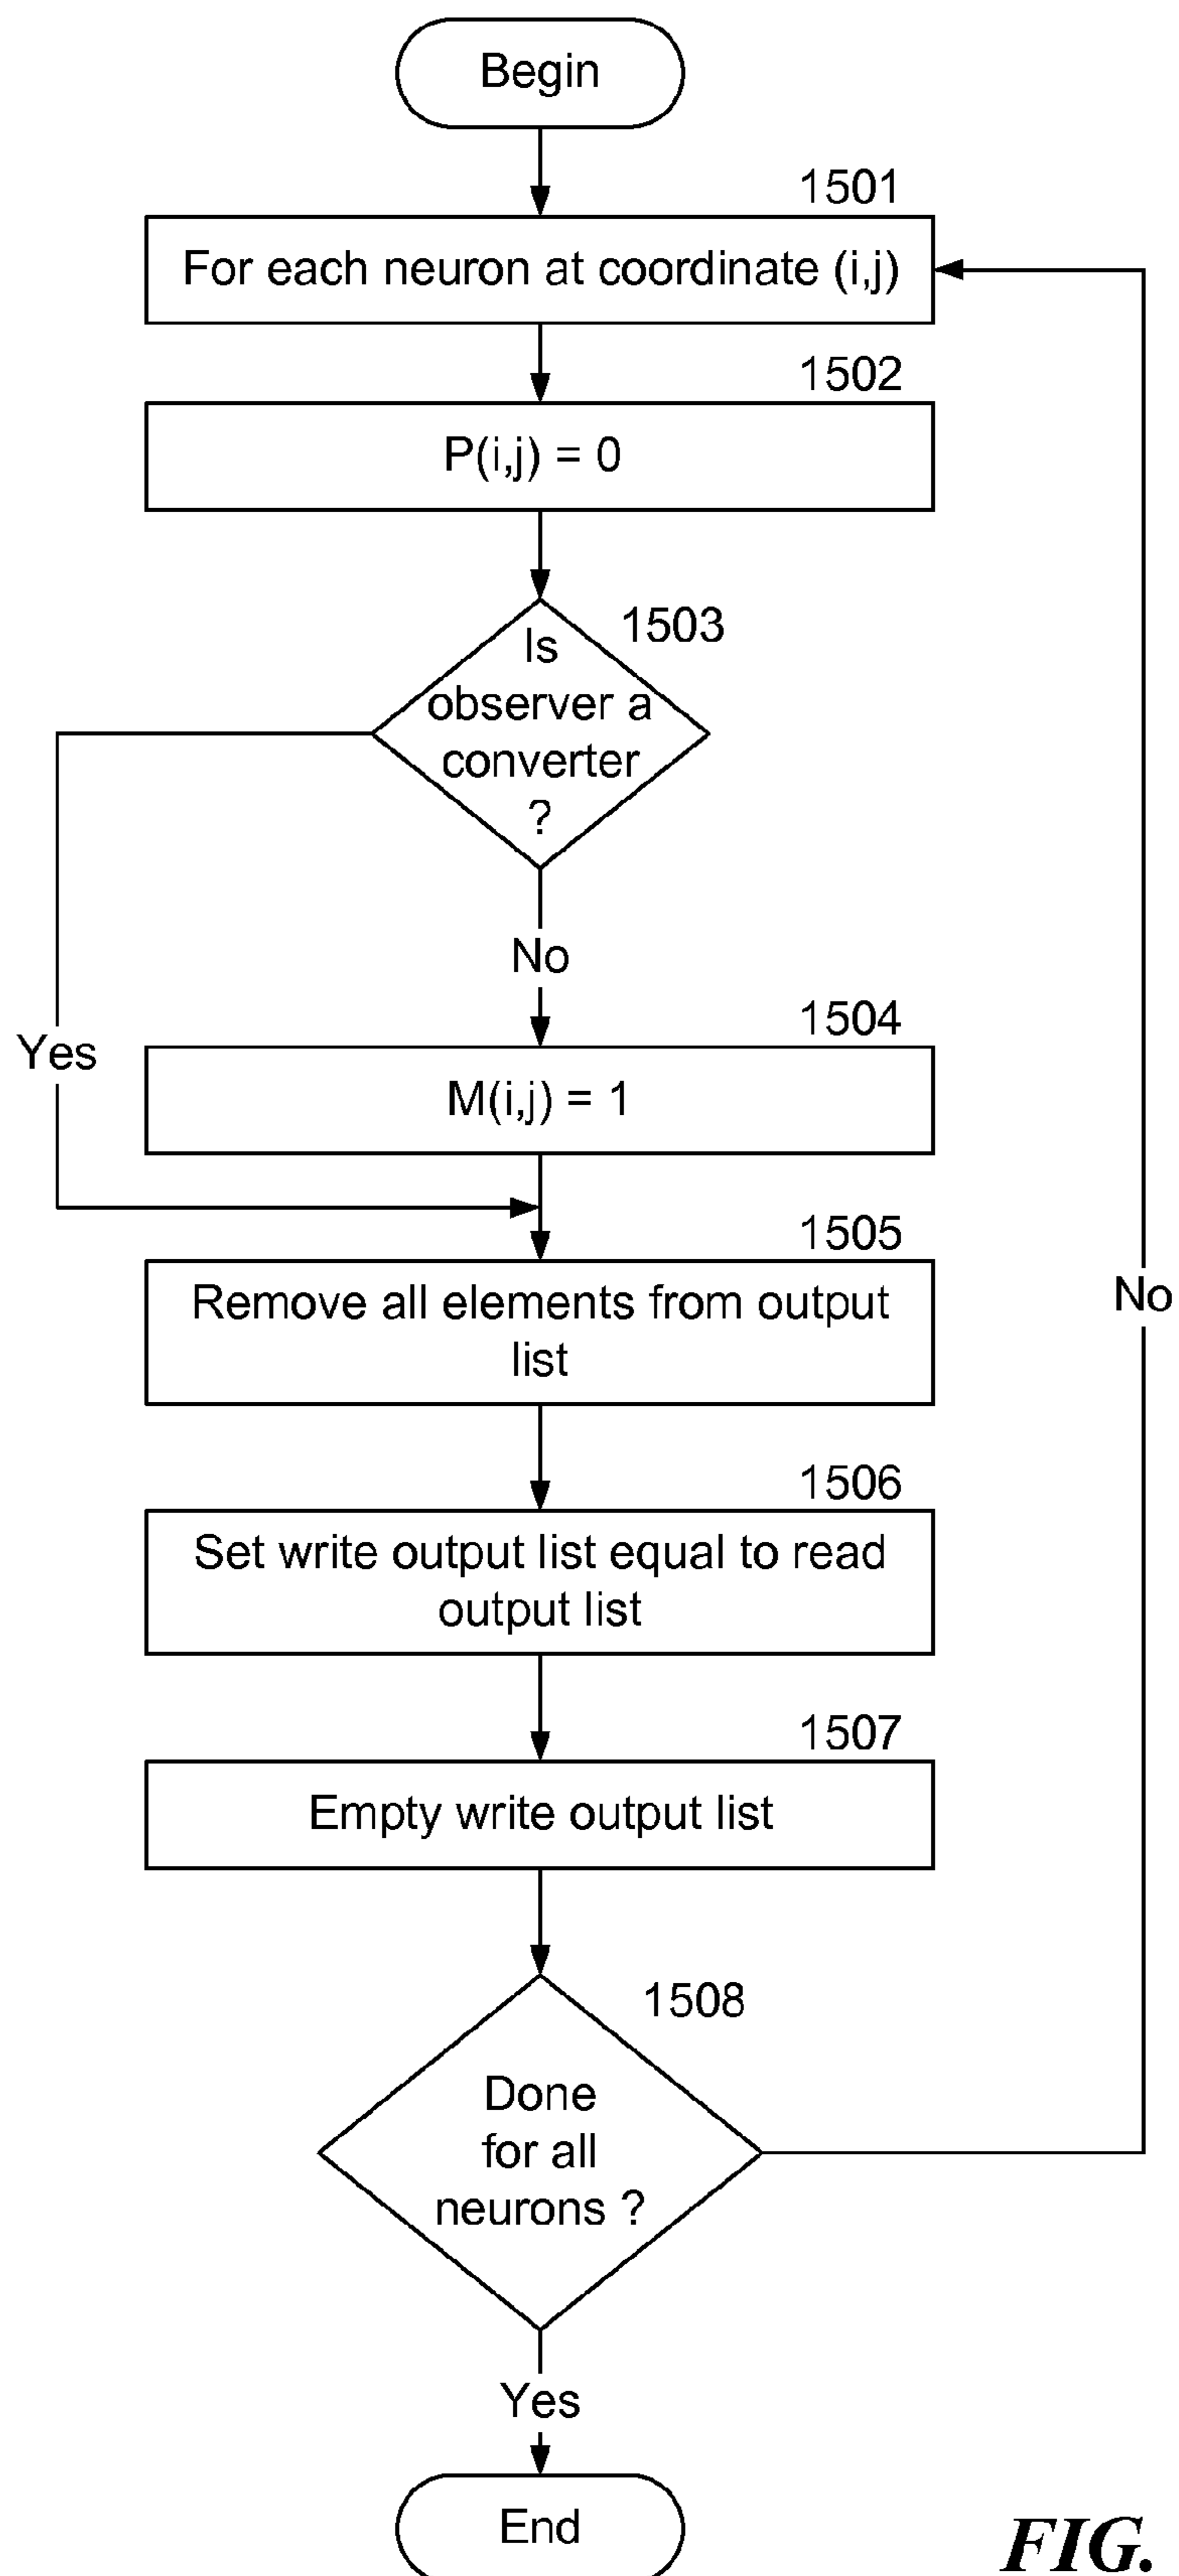 Begin
1501
For each neuron at coordinate (i,j)
1502
P(i,j) = 0
1503
Is
observer a
converter
?
No
Yes
1504
M(i,j) = 1
1505
Remove all elements from output
list
No
1506
Set write output list equal to read
output list
1507
Empty write output list
1508
Done
for all
neurons ?
Yes
End
FIG.